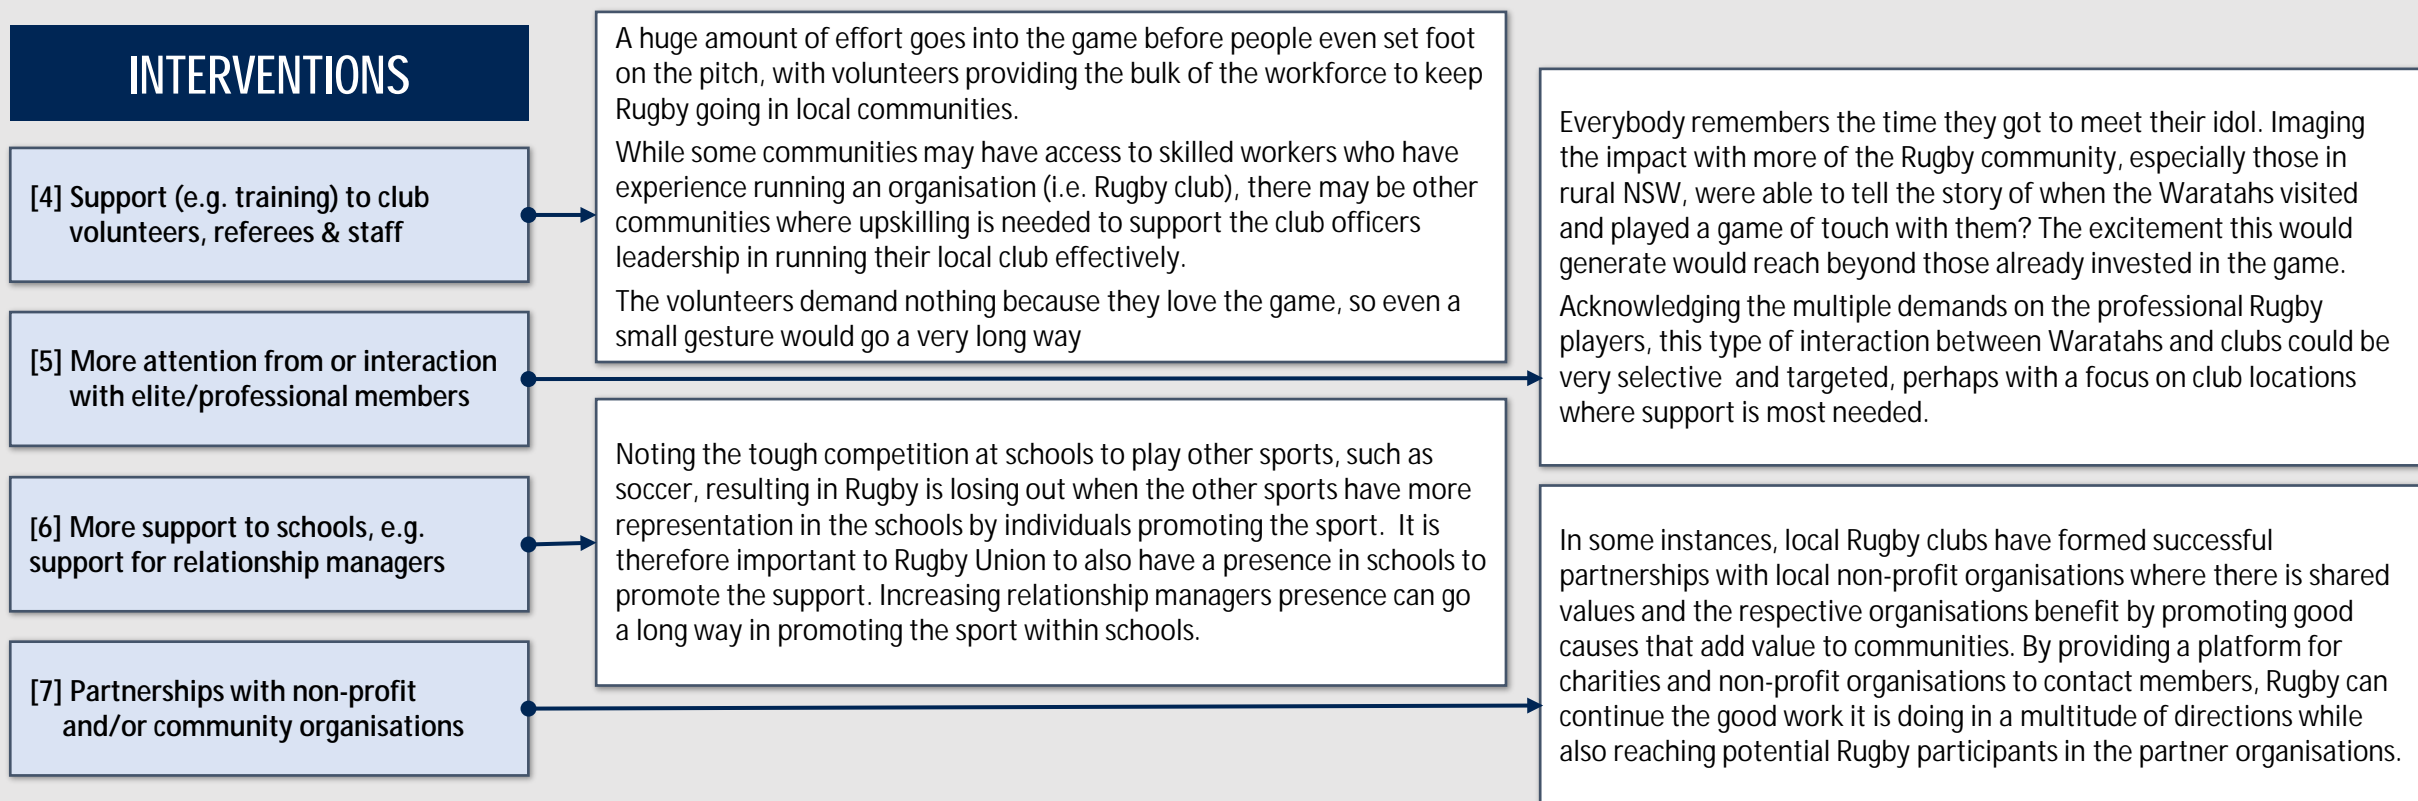 INTERVENTIONS
[4] Support (e.g. training) to club
volunteers, referees & staff
[5] More attention from or interaction
with elite/professional members
[6] More support to schools, e.g.
support for relationship managers
[7] Partnerships with non-profit
and/or community organisations
A huge amount of effort goes into the game before people even set foot
on the pitch, with volunteers providing the bulk of the workforce to keep
Rugby going in local communities.
While some communities may have access to skilled workers who have
experience running an organisation (i.e. Rugby club), there may be other
communities where upskilling is needed to support the club officers
leadership in running their local club effectively.
The volunteers demand nothing because they love the game, so even a
small gesture would go a very long way
Noting the tough competition at schools to play other sports, such as
soccer, resulting in Rugby is losing out when the other sports have more
representation in the schools by individuals promoting the sport.  It is
therefore important to Rugby Union to also have a presence in schools to
promote the support. Increasing relationship managers presence can go
a long way in promoting the sport within schools.
Everybody remembers the time they got to meet their idol. Imaging
the impact with more of the Rugby community, especially those in
rural NSW, were able to tell the story of when the Waratahs visited
and played a game of touch with them? The excitement this would
generate would reach beyond those already invested in the game.
Acknowledging the multiple demands on the professional Rugby
players, this type of interaction between Waratahs and clubs could be
very selective  and targeted, perhaps with a focus on club locations
where support is most needed.
In some instances, local Rugby clubs have formed successful
partnerships with local non-profit organisations where there is shared
values and the respective organisations benefit by promoting good
causes that add value to communities. By providing a platform for
charities and non-profit organisations to contact members, Rugby can
continue the good work it is doing in a multitude of directions while
also reaching potential Rugby participants in the partner organisations.